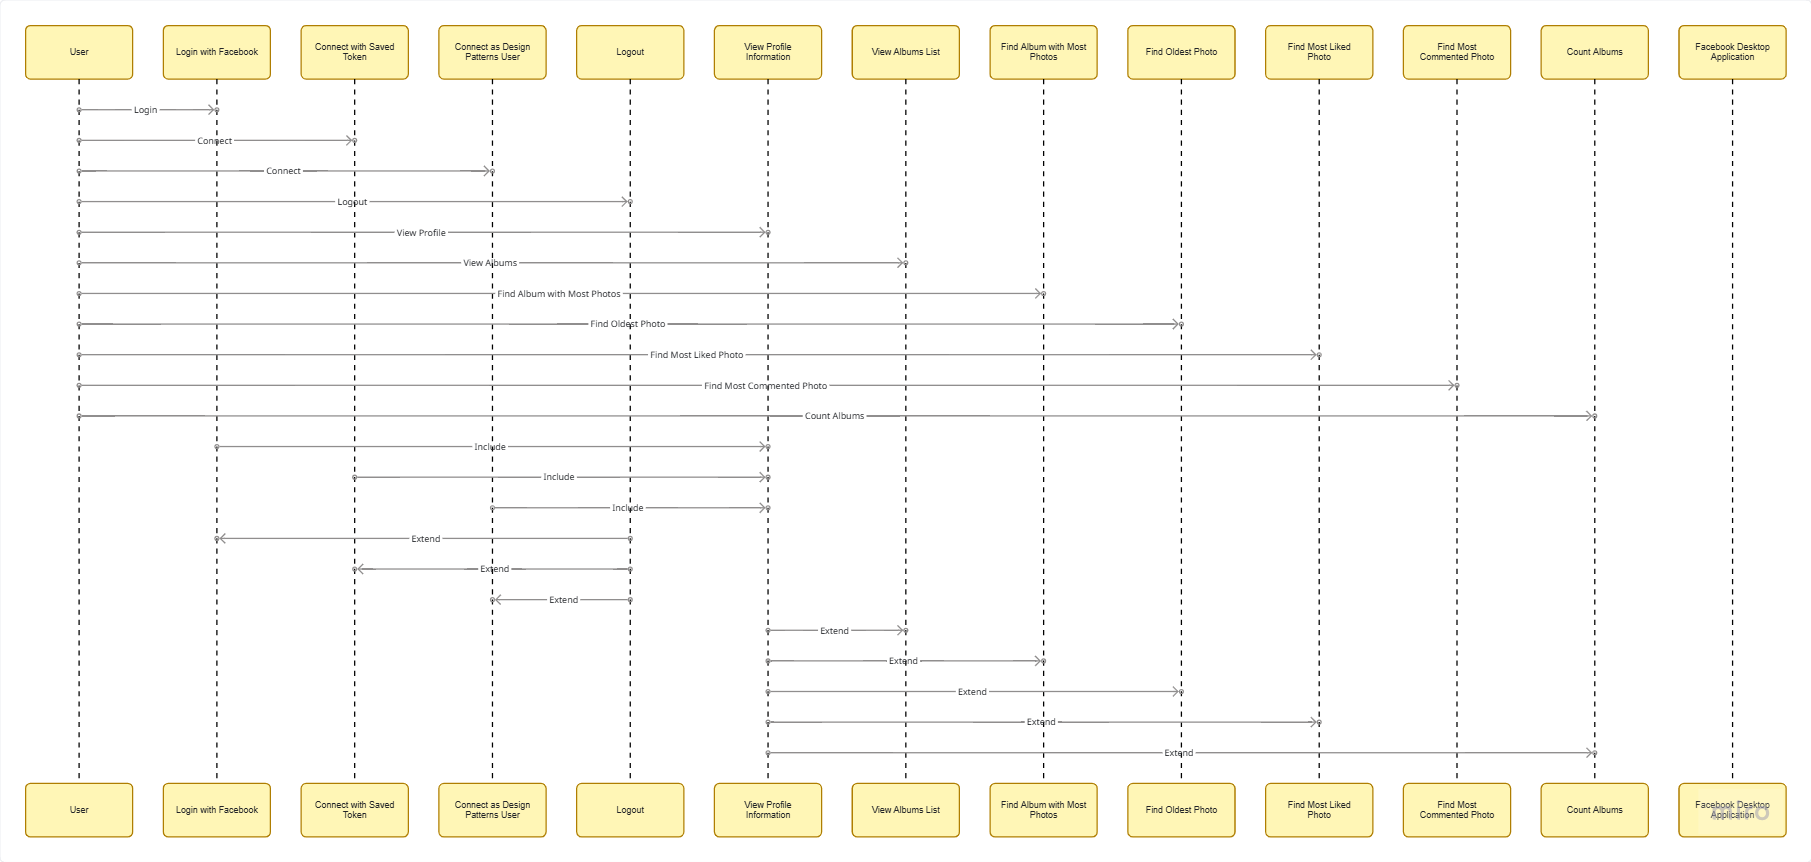 User
Login with Facebook
Connect with Saved
Token
Connect as Design
Patterns User
Logout
View Profile
Information
View Albums List
Find Album with Most
Photos
Find Oldest Photo
Find Most Liked
Photo
Find Most
Commented Photo
Count Albums
Facebook Desktop
Application
Login
Connect
Connect
Logout
View Profile
View Albums
Find Album with Most Photos
Find Oldest Photo
Find Most Liked Photo
Find Most Commented Photo
Count Albums
Include
Include
Include
Extend
Extend
Extend
Extend
Extend
Extend
Extend
Extend
User
Login with Facebook
Connect with Saved
Token
Connect as Design
Patterns User
Logout
View Profile
Information
View Albums List
Find Album with Most
Photos
Find Oldest Photo
Find Most Liked
Photo
Find Most
Commented Photo
Count Albums
Facebook Desktop
Application
miro